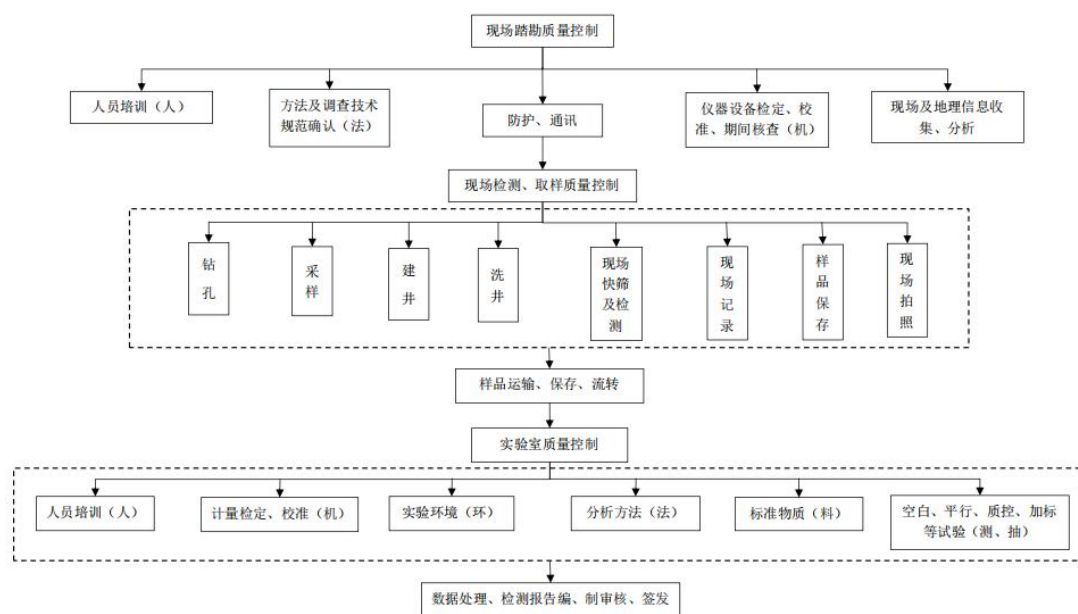 现场踏勘质量控制
人员培训（人）
方法及调查技术
规范确认（法）
防护、通讯
仪器设备检定、校
准、期间核查（机）
现场及地理信息收
集、分析
现场检测、取样质量控制
钻孔
采样
建井
洗井
现场快筛及检测
现场记录
样品保存
现场拍照
样品运输、保存、流转
实验室质量控制
人员培训（人）
计量检定、校准（机）
实验环境（环）
分析方法（法）
标准物质（料）
空白、平行、质控、加标
等试验（测、抽）
数据处理、检测报告编、制审核、签发